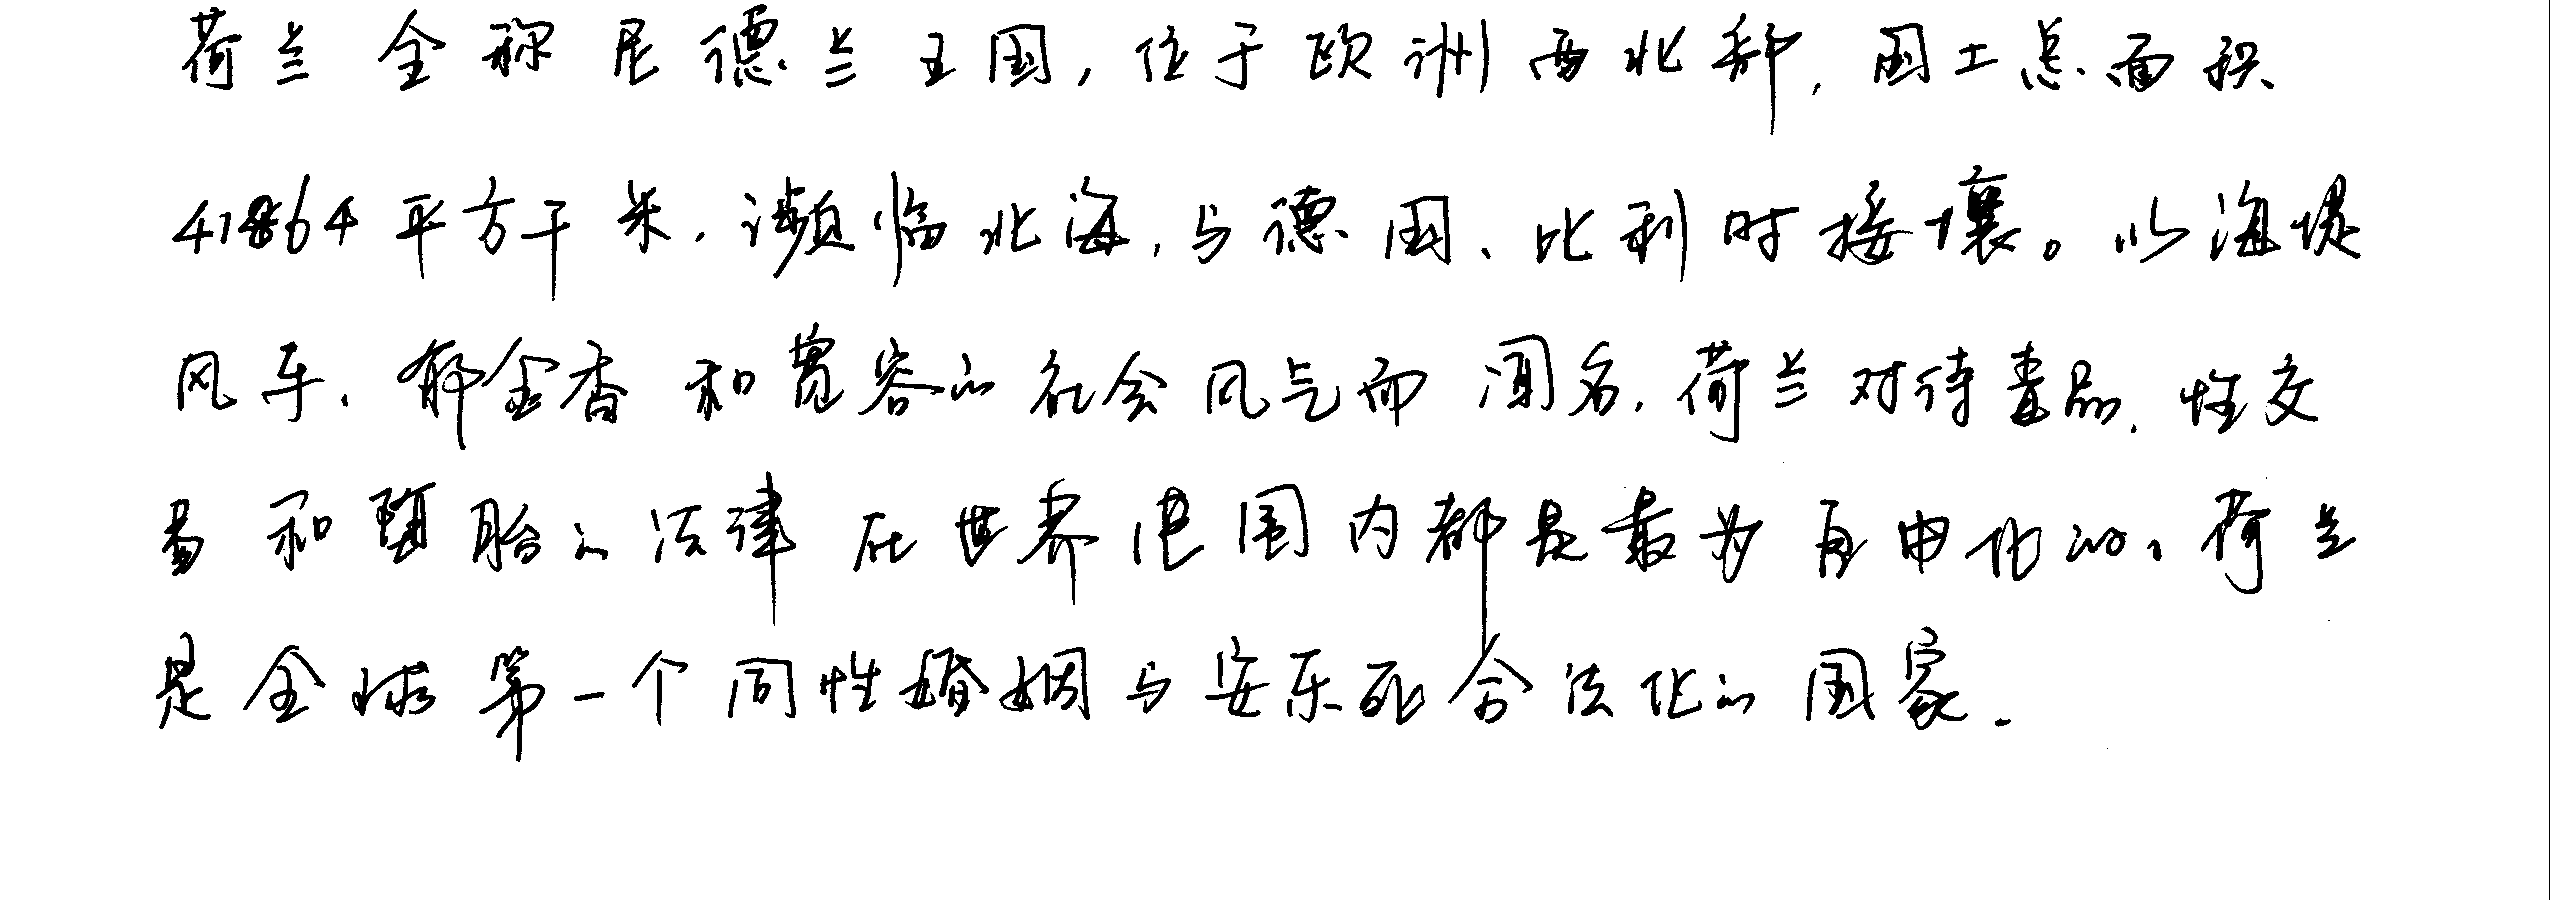 荷兰全称尼德兰王国,位于欧洲西北部,国土总面积
41864平方千米,濒临北海,与德国、比利时接壤。以海堤
风车、郁金香和宽容的社会风气而闻名,荷兰对待毒品、性交
易和堕胎的法律在世界范围内都是最为自由化的。荷兰
是全球第一个同性婚姻与安乐死合法化的国家.